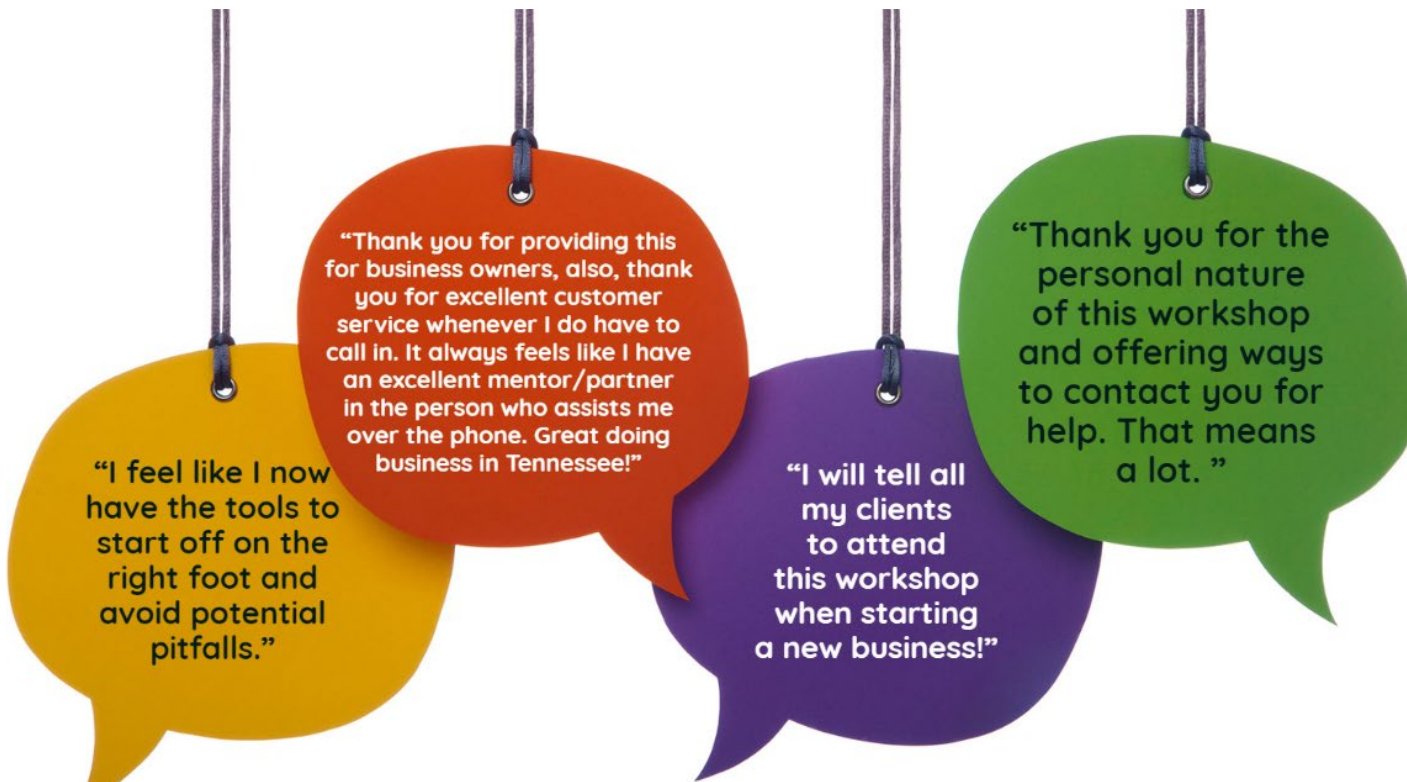 “I feel like I now
have the tools to
start off on the
right foot and
avoid potential
pitfalls.”
“Thank you for providing this
for business owners, also, thank
you for excellent customer
service whenever I do have to
call in. It always feels like I have
an excellent mentor/partner
in the person who assists me
over the phone. Great doing
business in Tennessee!”
“I will tell all
my clients
to attend
this workshop
when starting
a new business!”
“Thank you for the
personal nature
of this workshop
and offering ways
to contact you for
help. That means
a lot. ”